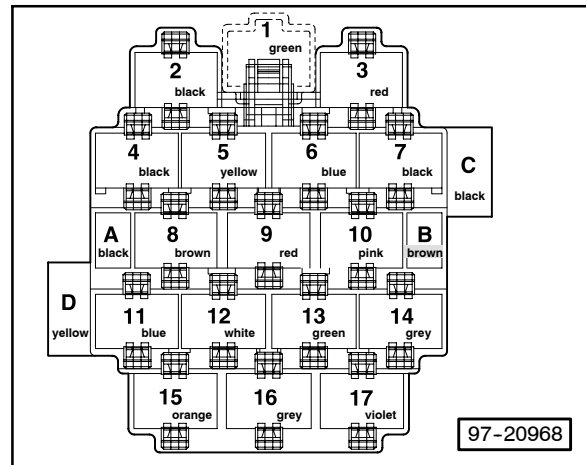 1
green
2
black
3
red
4
black
5
yellow
6
blue
7
black
C
black
A
black
8
brown
9
red
10
pink
B
brown
D
yellow
11
blue
12
white
13
green
14
grey
15
orange
16
grey
17
violet
97-20968